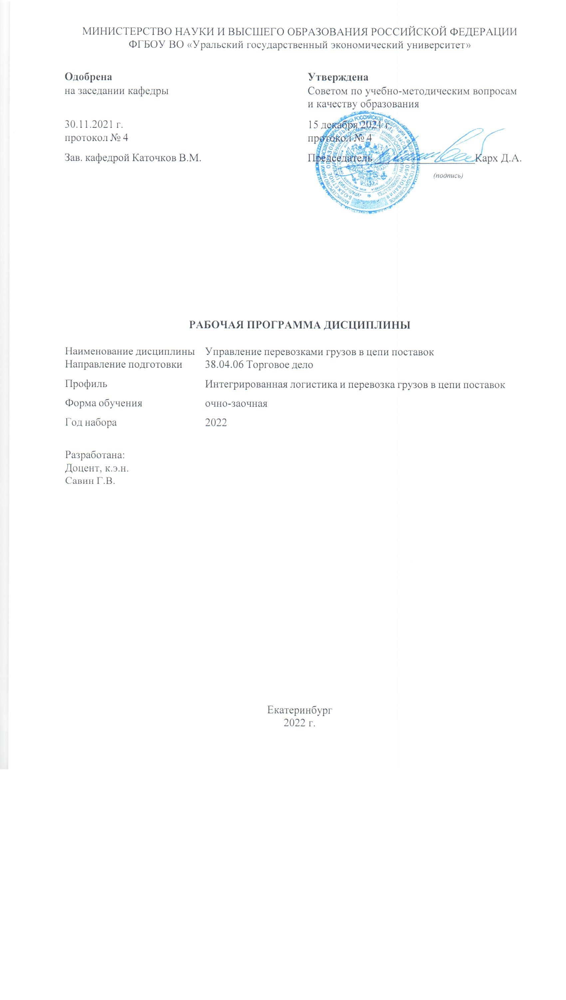 МИНИСТЕРСТВО НАУКИ И ВЫСШЕГО ОБРАЗОВАНИЯ РОССИЙСКОЙ ФЕДЕРАЦИИ
ФГБОУ ВО «Уральский государственный экономический университет»
Одобрена
на заседании кафедры
30.11.2021 г.
протокол № 4
Зав. кафедрой Каточков В.М.
Утверждена
Советом по учебно-методическим вопросам
и качеству образования
15 декабря 2021 г.
протокол № 4
Председатель Карх Д.А.
(подпись)
РАБОЧАЯ ПРОГРАММА ДИСЦИПЛИНЫ
Наименование дисциплины Управление перевозками грузов в цепи поставок
Направление подготовки 38.04.06 Торговое дело
Профиль Интегрированная логистика и перевозка грузов в цепи поставок
Форма обучения очно-заочная
Год набора 2022
Разработана:
Доцент, к.э.н.
Савин Г.В.
Екатеринбург
2022 г.